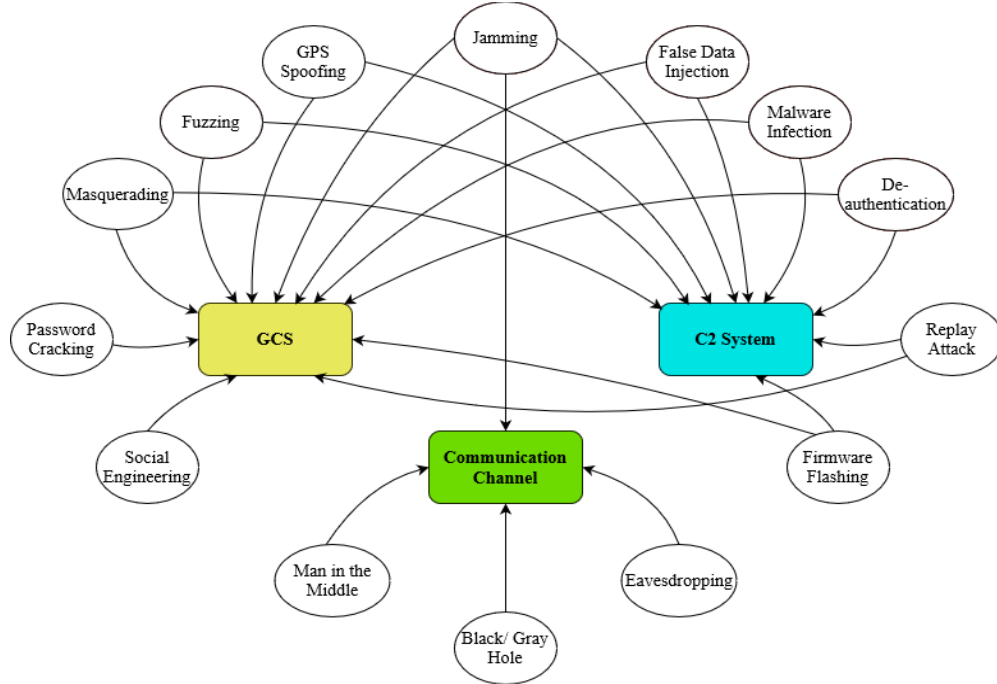 Jamming
GPS
Spoofing
False Data
Injection
Fuzzing
Malware
Infection
Masquerading
De-
authentication
Password
Cracking
GCS
C2 System
Replay
Attack
Social
Engineering
Communication
Channel
Firmware
Flashing
Man in the
Middle
Eavesdropping
Black/ Gray
Hole